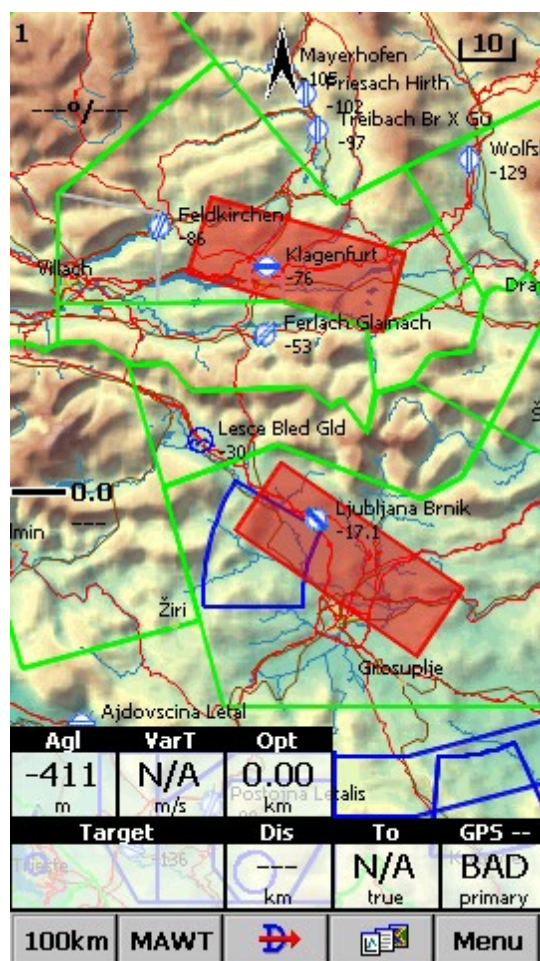 1
10
Mayerhofen
-105
Friesach Hirth
-102
---°/---
Treibach Br X Gu
-97
Wolfs
-129
Feldkirchen
-86
Klagenfurt
-76
Villach
Dra
Ferlach Glainach
-53
Lesce Bled Gld
-30
0.0
---
Ljubljana Brnik
-17.1
lmin
Žiri
Grosuplje
Ajdovscina Letal
Agl VarT Opt
-411 N/A 0.00
m m/s km
Postojna Letalis
Target Dis To GPS --
-136
--- N/A BAD
km true primary
100km MAWT Menu